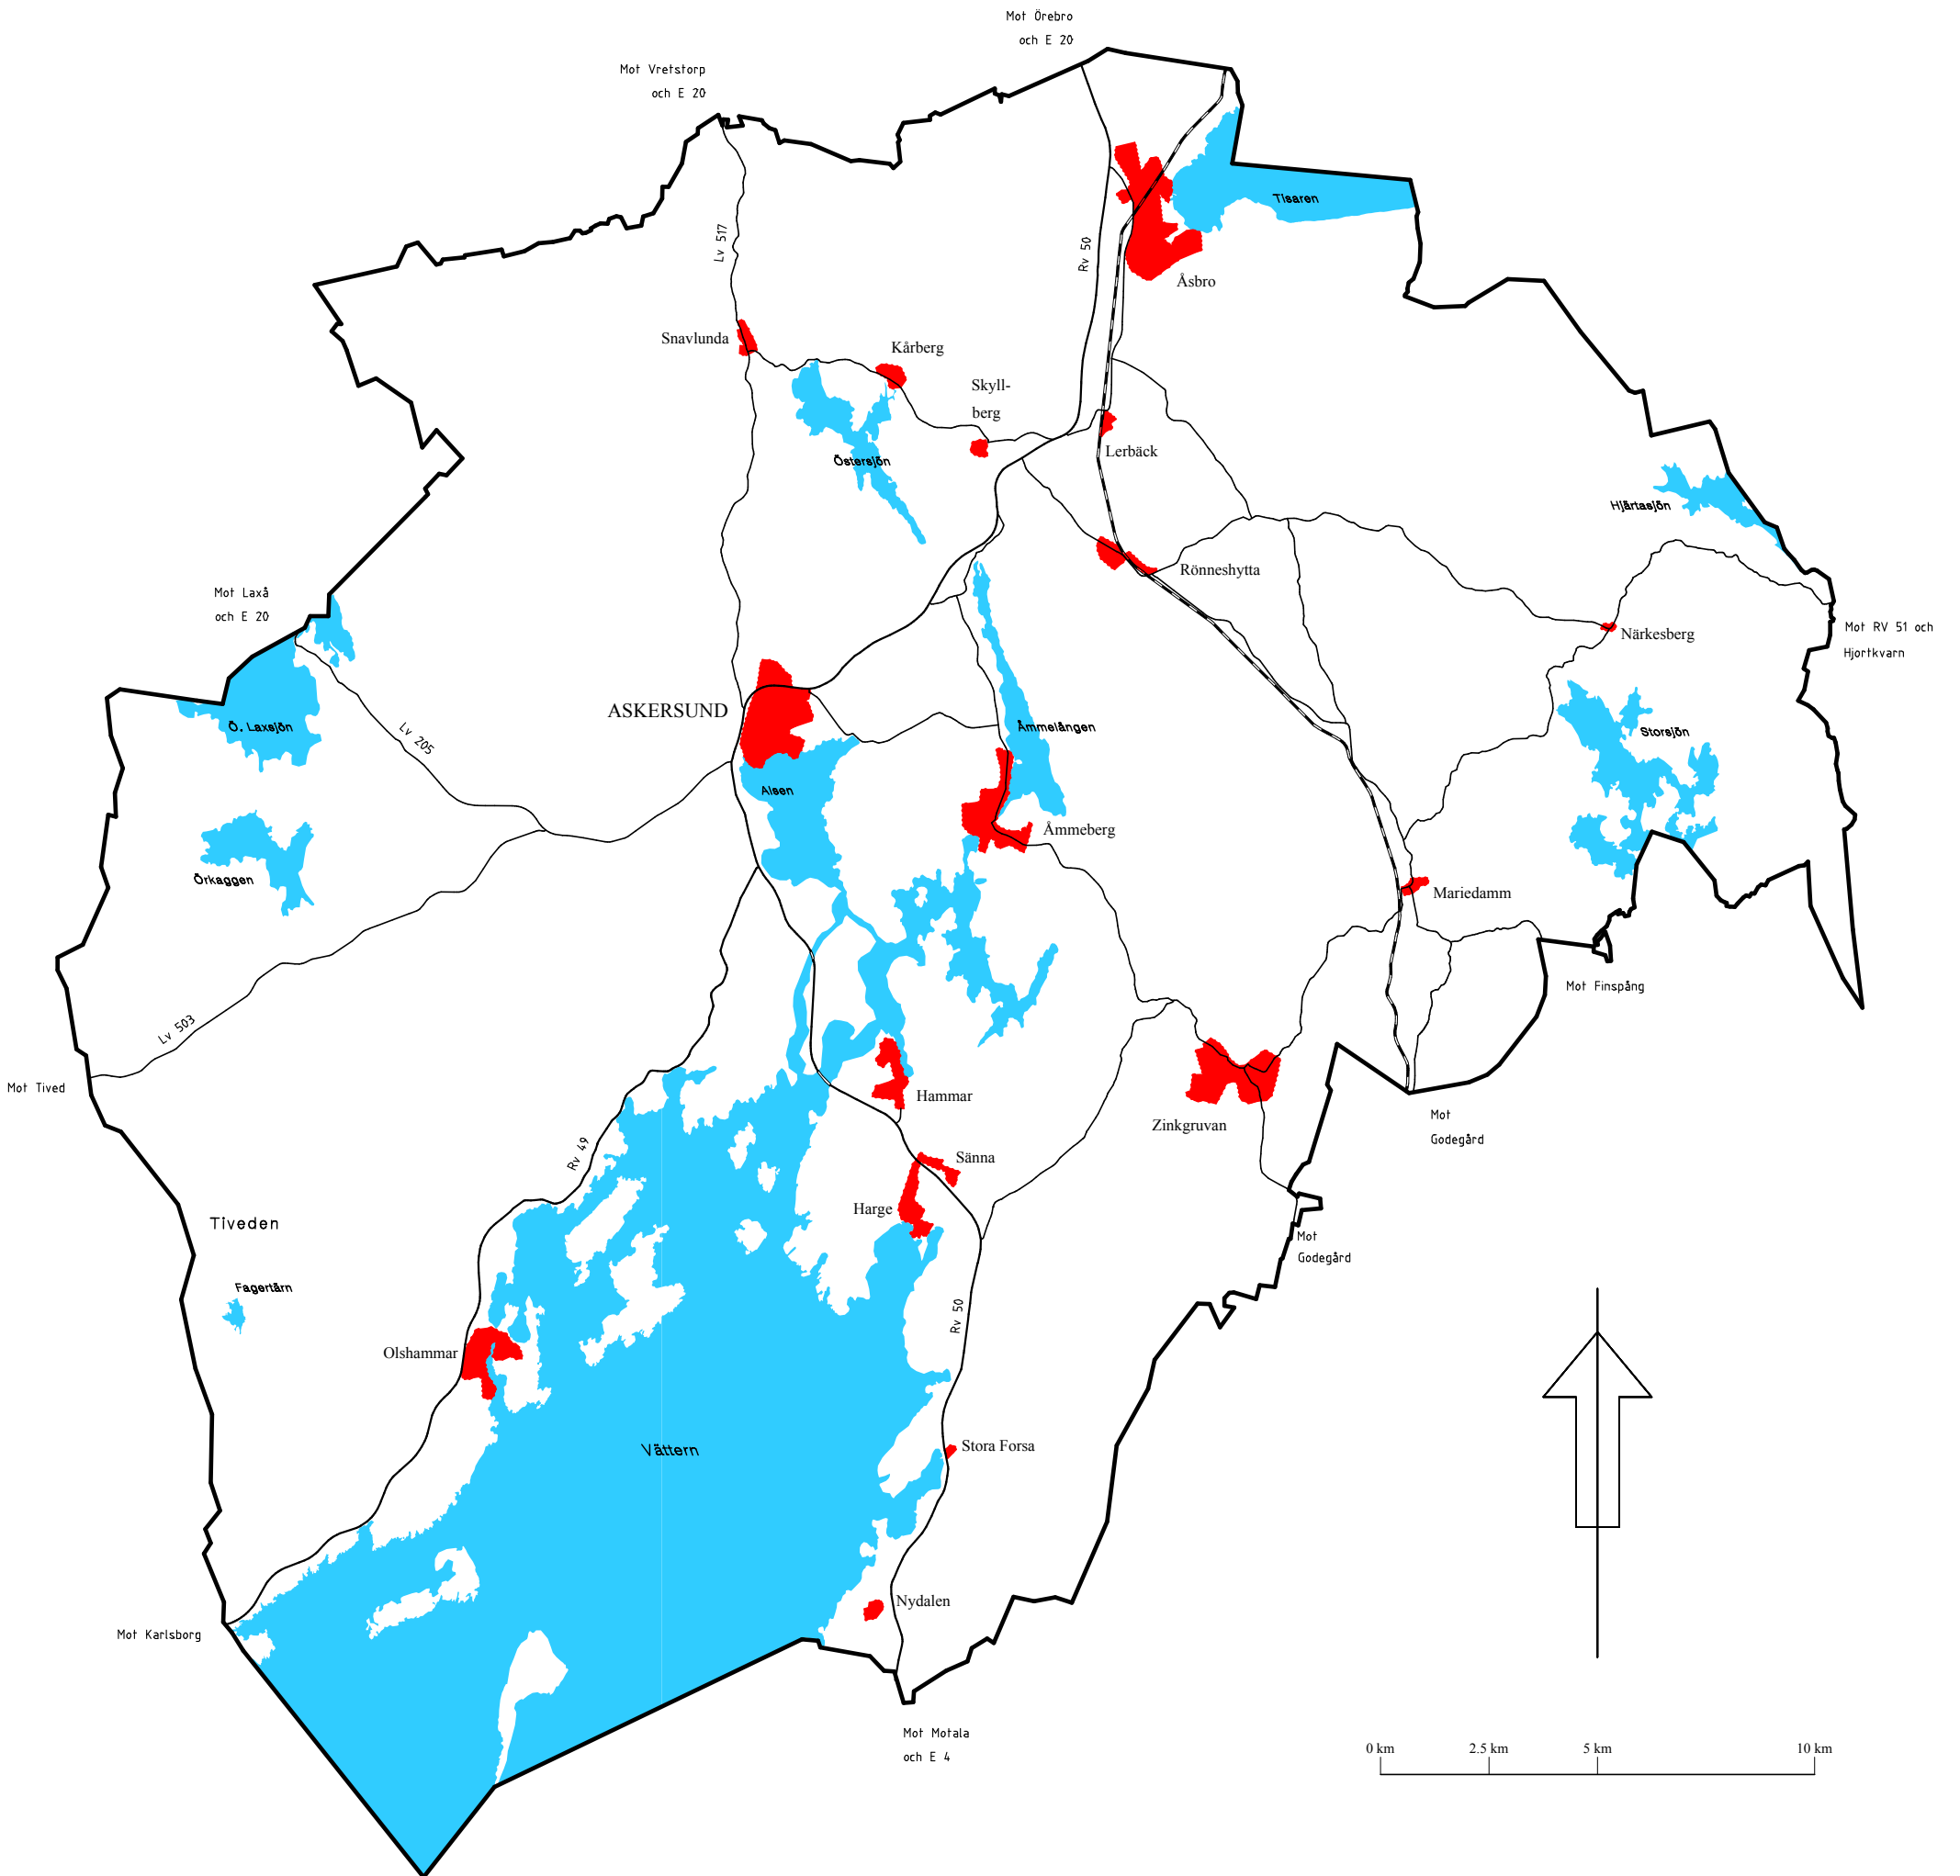 Mot Örebro
och E 20
Mot Vretstorp
och E 20
Tisaren
Lv 517
Rv 50
Åsbro
Snavlunda
Kårberg
Skyll-
berg
Lerbäck
Östersjön
Hjärtasjön
Rönneshytta
Mot Laxå
och E 20
Närkesberg
Mot RV 51 och
Hjortkvarn
ASKERSUND
Ö. Laxsjön
Lv 205
Åmmelången
Storsjön
Alsen
Åmmeberg
Örkaggen
Mariedamm
Mot Finspång
Lv 503
Mot Tived
Hammar
Zinkgruvan
Mot
Godegård
Rv 49
Sänna
Harge
Tiveden
Mot
Godegård
Fagertärn
Rv 50
Olshammar
Vättern
Stora Forsa
Nydalen
Mot Karlsborg
Mot Motala
och E 4
0 km
2.5 km
5 km
10 km